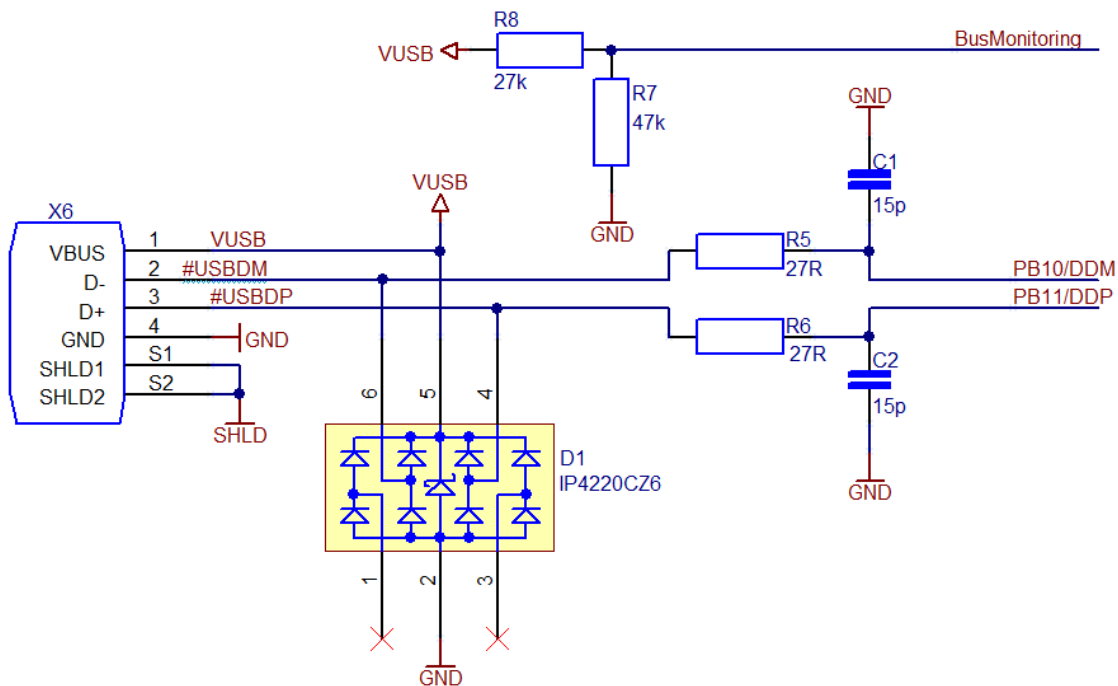 R8
VUSB
27k
BusMonitoring
R7
47k
GND
GND
C1
15p
VUSB
X6
VBUS 1 VUSB
D- 2 #USBDM
D+ 3 #USBDP
GND 4 GND
SHLD1 S1
SHLD2 S2
SHLD
R5
27R
PB10/DDM
PB11/DDP
R6
27R
C2
15p
GND
6 5 4
D1
IP4220CZ6
1 2 3
GND